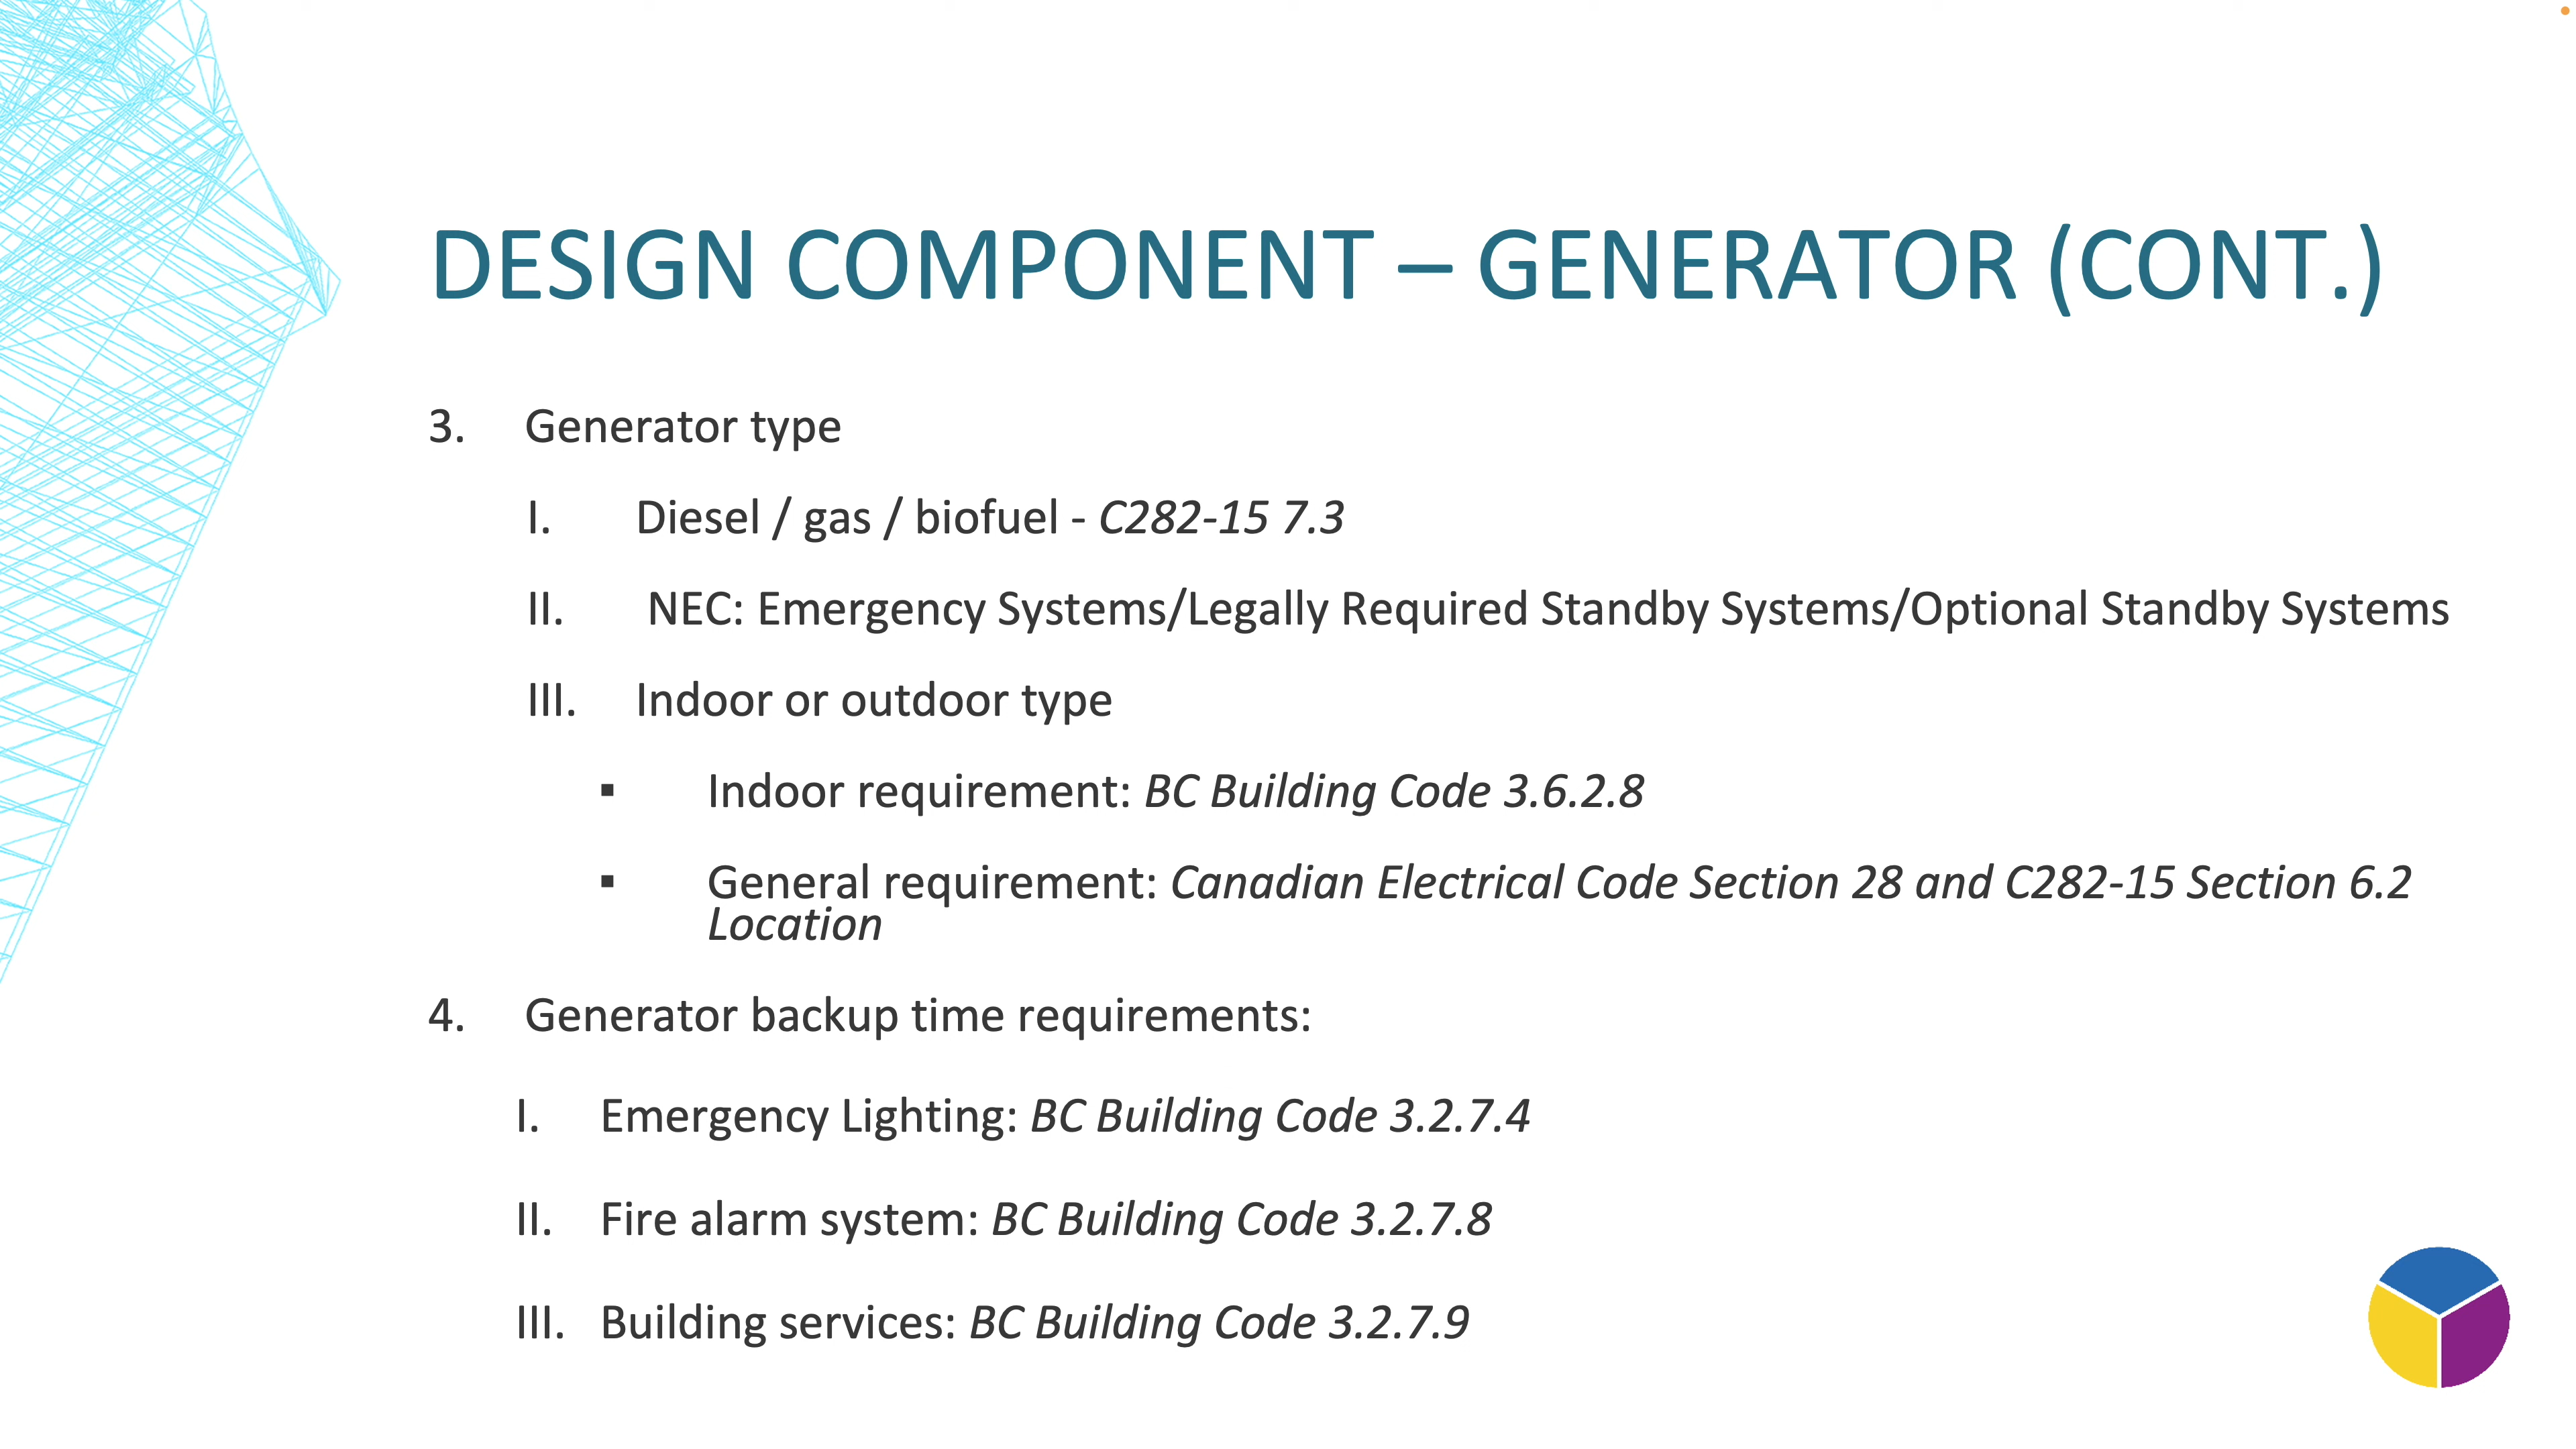 DESIGN COMPONENT – GENERATOR (CONT.)
3. Generator type
I. Diesel / gas / biofuel - C282-15 7.3
II. NEC: Emergency Systems/Legally Required Standby Systems/Optional Standby Systems
III. Indoor or outdoor type
▪ Indoor requirement: BC Building Code 3.6.2.8
▪ General requirement: Canadian Electrical Code Section 28 and C282-15 Section 6.2
Location
4. Generator backup time requirements:
I. Emergency Lighting: BC Building Code 3.2.7.4
II. Fire alarm system: BC Building Code 3.2.7.8
III. Building services: BC Building Code 3.2.7.9